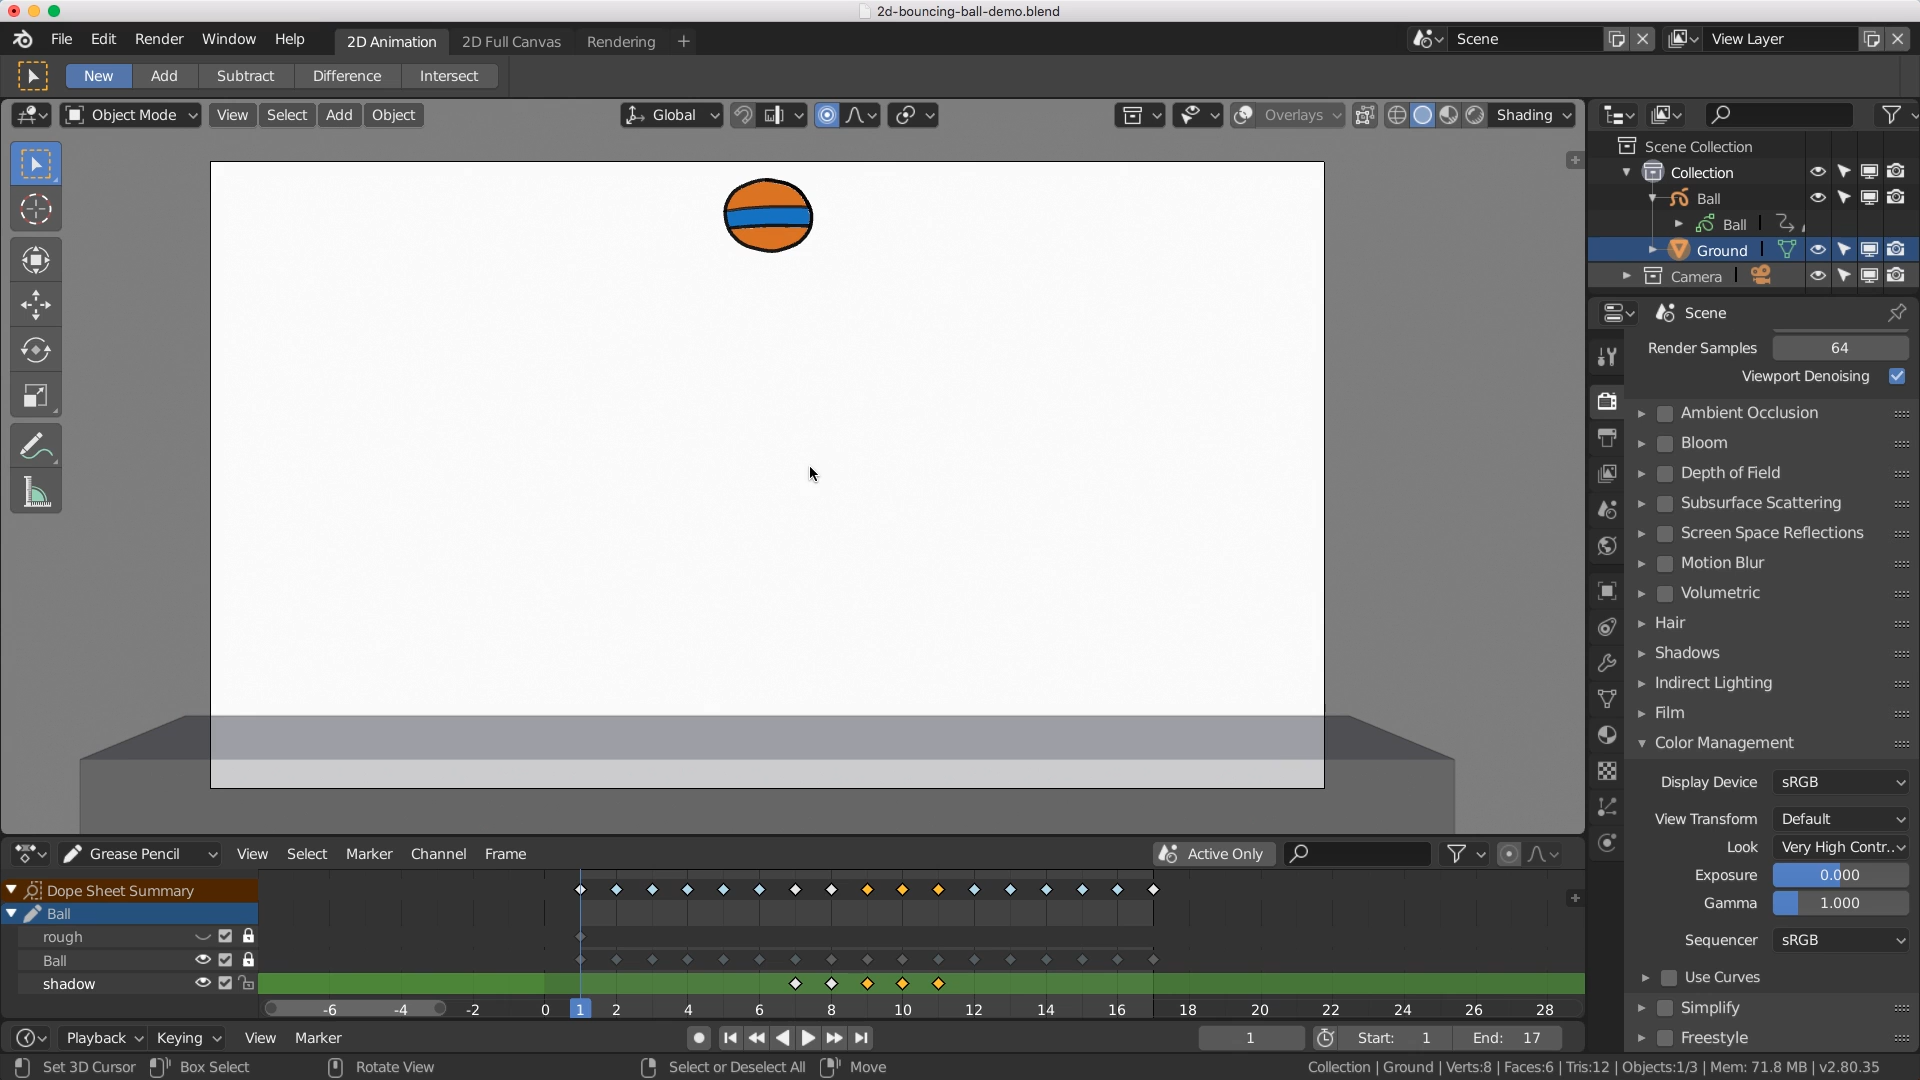 2d-bouncing-ball-demo.blend
File Edit Render Window Help 2D Animation 2D Full Canvas Rendering + Scene View Layer
New Add Subtract Difference Intersect
Object Mode View Select Add Object Global Overlays Shading
Scene Collection
Collection
Ball
Ball
Ground
Camera
Scene
Render Samples 64
Viewport Denoising
Ambient Occlusion
Bloom
Depth of Field
Subsurface Scattering
Screen Space Reflections
Motion Blur
Volumetric
Hair
Shadows
Indirect Lighting
Film
Color Management
Display Device sRGB
View Transform Default
Look Very High Contr..
Exposure 0.000
Gamma 1.000
Sequencer sRGB
Use Curves
Simplify
Freestyle
Grease Pencil View Select Marker Channel Frame Active Only
Dope Sheet Summary
Ball
rough
Ball
shadow
-6 -4 -2 0 1 2 4 6 8 10 12 14 16 18 20 22 24 26 28
Playback Keying View Marker 1 Start: 1 End: 17
Set 3D Cursor Box Select Rotate View Select or Deselect All Move Collection | Ground | Verts:8 | Faces:6 | Tris:12 | Objects:1/3 | Mem: 71.8 MB | v2.80.35